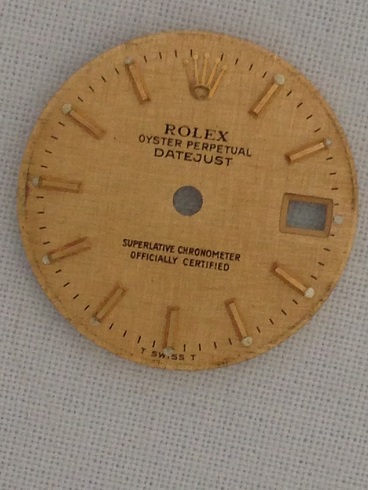 ROLEX
OYSTER PERPETUAL
DATEJUST
SUPERLATIVE CHRONOMETER
OFFICIALLY CERTIFIED
T SWISS T